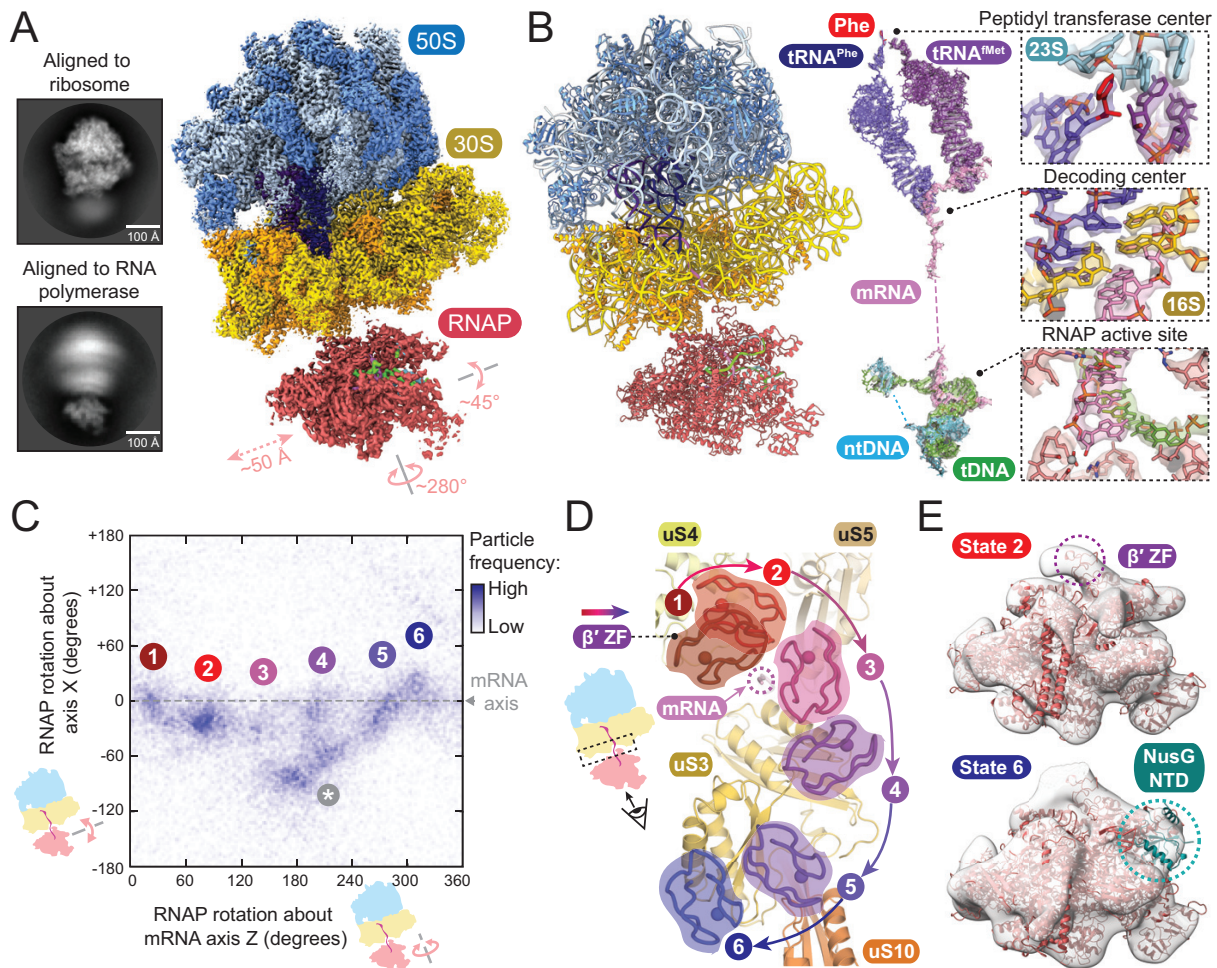 A
Aligned to
ribosome
100 Å
Aligned to RNA
polymerase
100 Å
50S
30S
RNAP
~45°
~50 Å
~280°
B
Phe
tRNAPhe
tRNAfMet
mRNA
ntDNA
tDNA
Peptidyl transferase center
23S
Decoding center
16S
RNAP active site
C
RNAP rotation about
axis X (degrees)
+180
+120
+60
0
-60
-120
-180
1
2
3
4
5
6
*
Particle
frequency:
High
Low
mRNA
axis
0
60
120
180
240
300
360
RNAP rotation about
mRNA axis Z (degrees)
D
uS4
uS5
1
2
3
4
5
6
β′ ZF
mRNA
uS3
uS10
E
State 2
β′ ZF
State 6
NusG
NTD